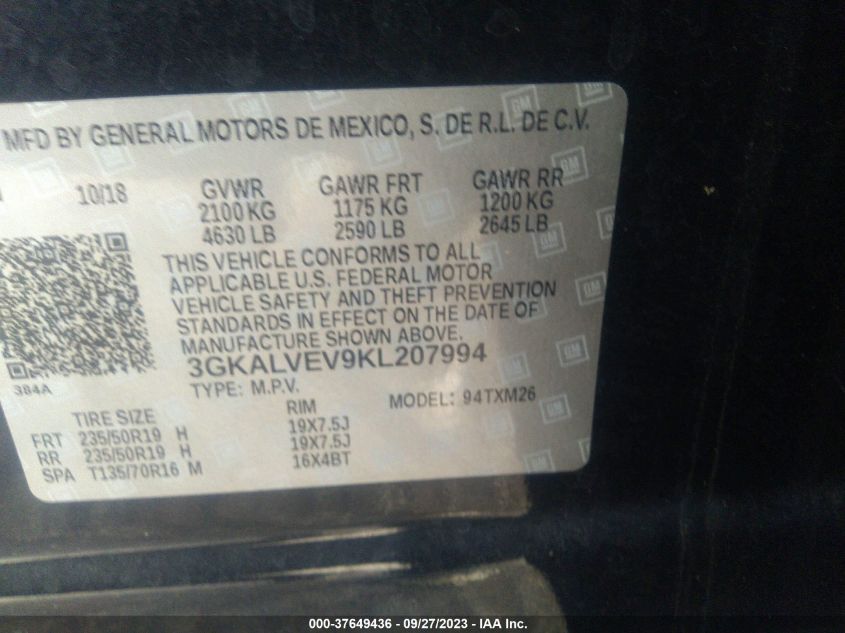 MFD BY GENERAL MOTORS DE MEXICO, S. DE R.L. DE C.V.
10/18 GVWR GAWR FRT GAWR RR
2100 KG 1175 KG 1200 KG
4630 LB 2590 LB 2645 LB
THIS VEHICLE CONFORMS TO ALL
APPLICABLE U.S. FEDERAL MOTOR
VEHICLE SAFETY AND THEFT PREVENTION
STANDARDS IN EFFECT ON THE DATE OF
MANUFACTURE SHOWN ABOVE.
3GKALVEV9KL207994
384A
TYPE: M.P.V. MODEL: 94TXM26
TIRE SIZE RIM
FRT 235/50R19 H 19X7.5J
RR 235/50R19 H 19X7.5J
SPA T135/70R16 M 16X4BT
GM
000-37649436 - 09/27/2023 - IAA Inc.